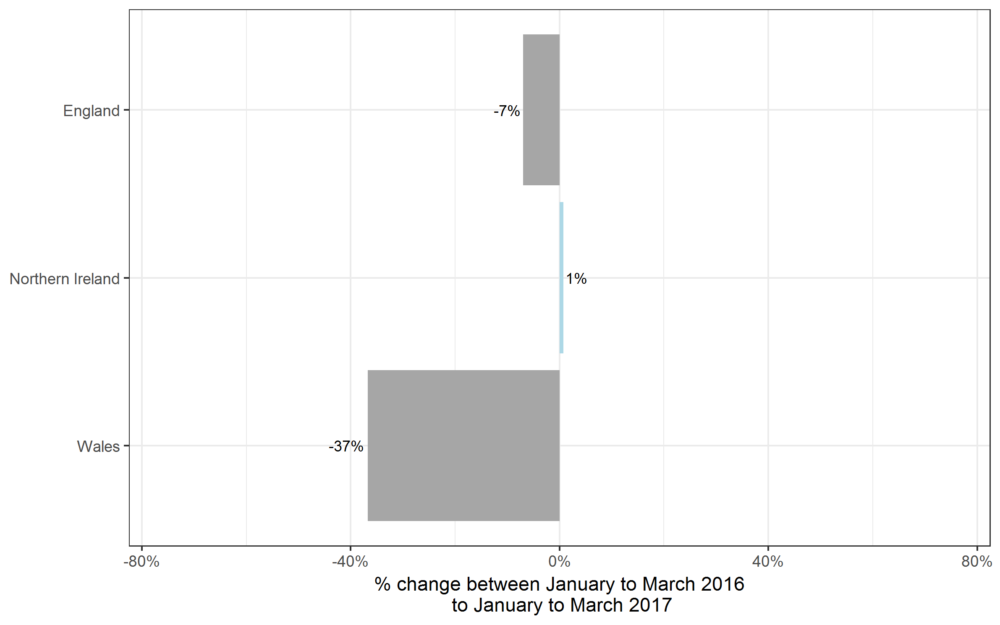 England
-7%
Northern Ireland
1%
Wales
-37%
-80%
-40%
0%
40%
80%
% change between January to March 2016
to January to March 2017